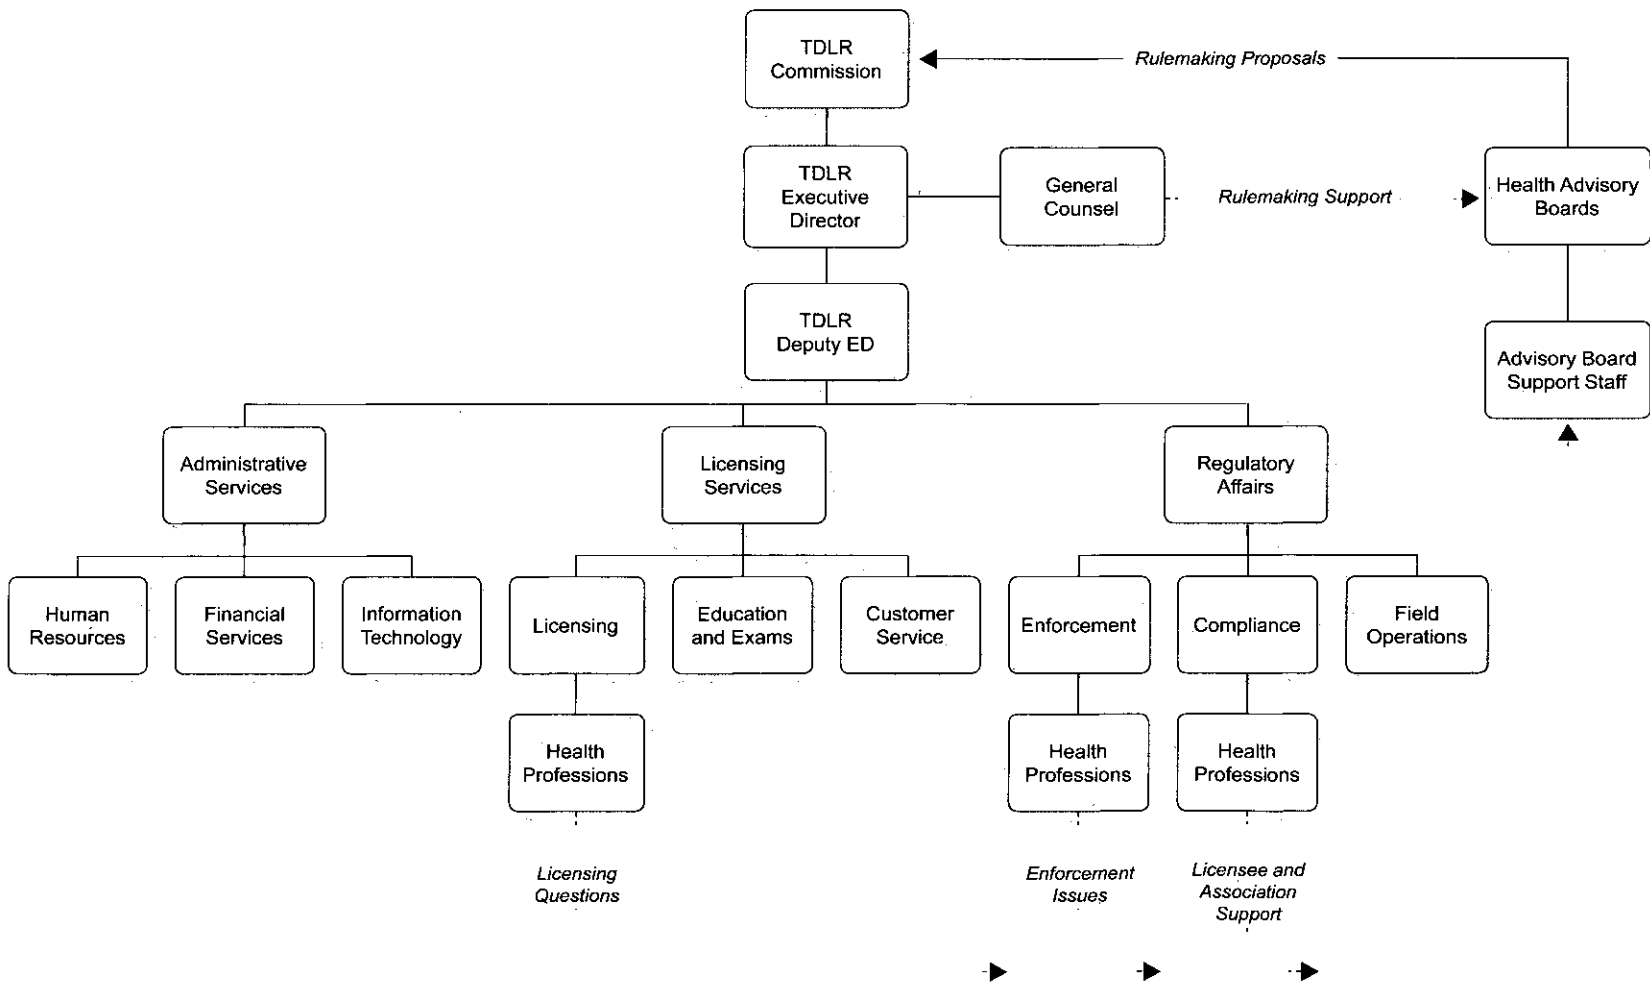 TDLR
Commission
Rulemaking Proposals
TDLR
Executive
Director
General
Counsel
Rulemaking Support
Health Advisory
Boards
TDLR
Deputy ED
Advisory Board
Support Staff
Administrative
Services
Licensing
Services
Regulatory
Affairs
Human
Resources
Financial
Services
Information
Technology
Licensing
Education
and Exams
Customer
Service
Enforcement
Compliance
Field
Operations
Health
Professions
Health
Professions
Health
Professions
Licensing
Questions
Enforcement
Issues
Licensee and
Association
Support